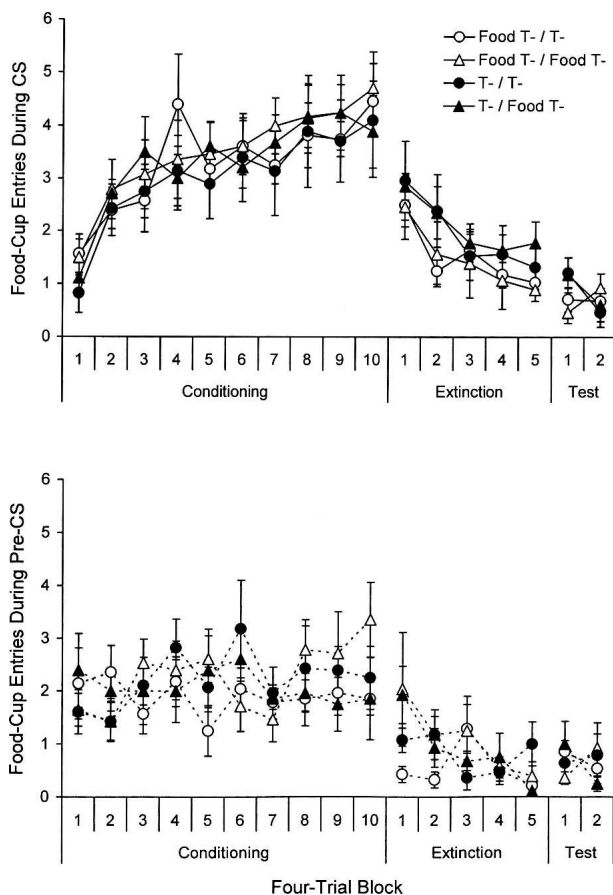 Food-Cup Entries During CS
6
5
4
3
2
1
0
Food T- / T-
Food T- / Food T-
T- / T-
T- / Food T-
1 2 3 4 5 6 7 8 9 10 1 2 3 4 5 1 2
Conditioning Extinction Test
Food-Cup Entries During Pre-CS
6
5
4
3
2
1
0
1 2 3 4 5 6 7 8 9 10 1 2 3 4 5 1 2
Conditioning Extinction Test
Four-Trial Block